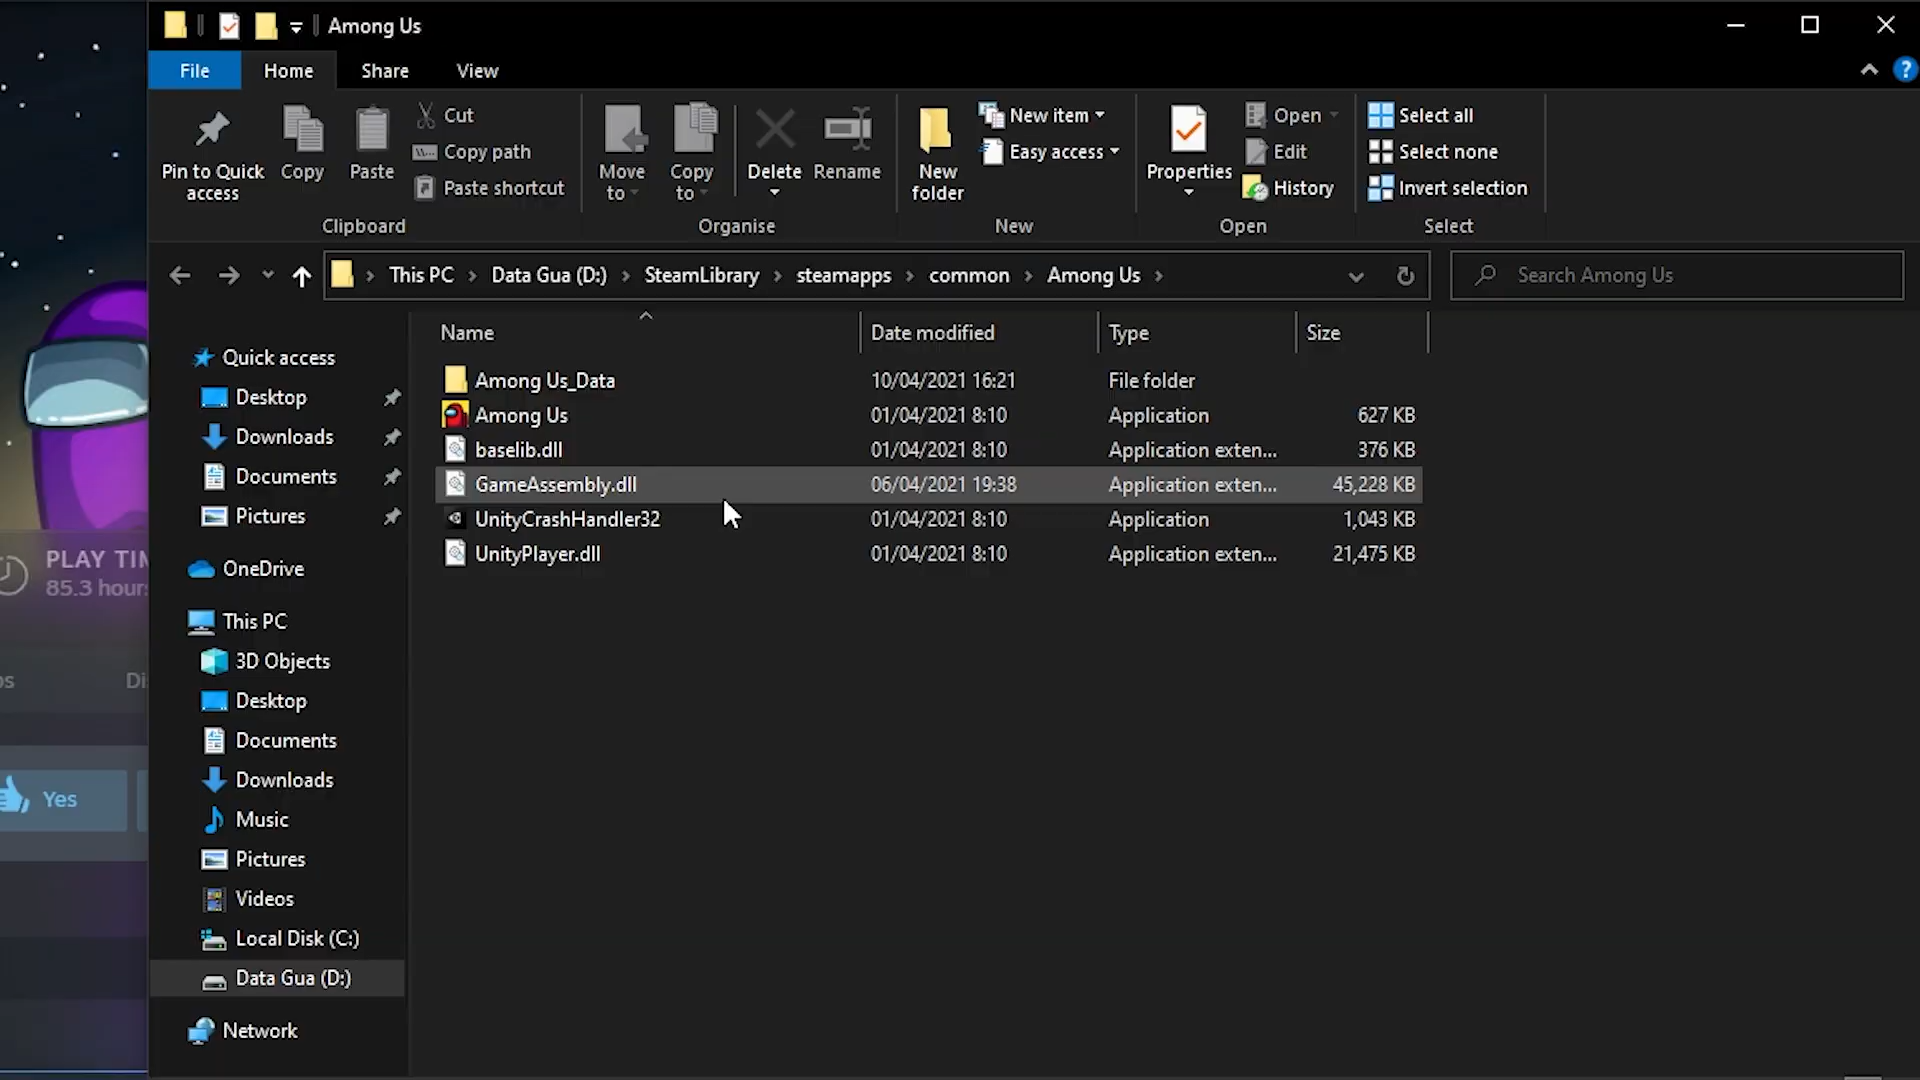 Among Us
File Home Share View
?
Pin to Quick access
Copy
Paste
Cut
Copy path
Paste shortcut
Clipboard
Move to
Copy to
Delete
Rename
Organise
New folder
New item
Easy access
New
Properties
Open
Edit
History
Open
Select all
Select none
Invert selection
Select
This PC › Data Gua (D:) › SteamLibrary › steamapps › common › Among Us ›
Search Among Us
Name Date modified Type Size
Among Us_Data 10/04/2021 16:21 File folder
Among Us 01/04/2021 8:10 Application 627 KB
baselib.dll 01/04/2021 8:10 Application exten... 376 KB
GameAssembly.dll 06/04/2021 19:38 Application exten... 45,228 KB
UnityCrashHandler32 01/04/2021 8:10 Application 1,043 KB
UnityPlayer.dll 01/04/2021 8:10 Application exten... 21,475 KB
Quick access
Desktop
Downloads
Documents
Pictures
OneDrive
This PC
3D Objects
Desktop
Documents
Downloads
Music
Pictures
Videos
Local Disk (C:)
Data Gua (D:)
Network
PLAY TIM
85.3 hour
Yes